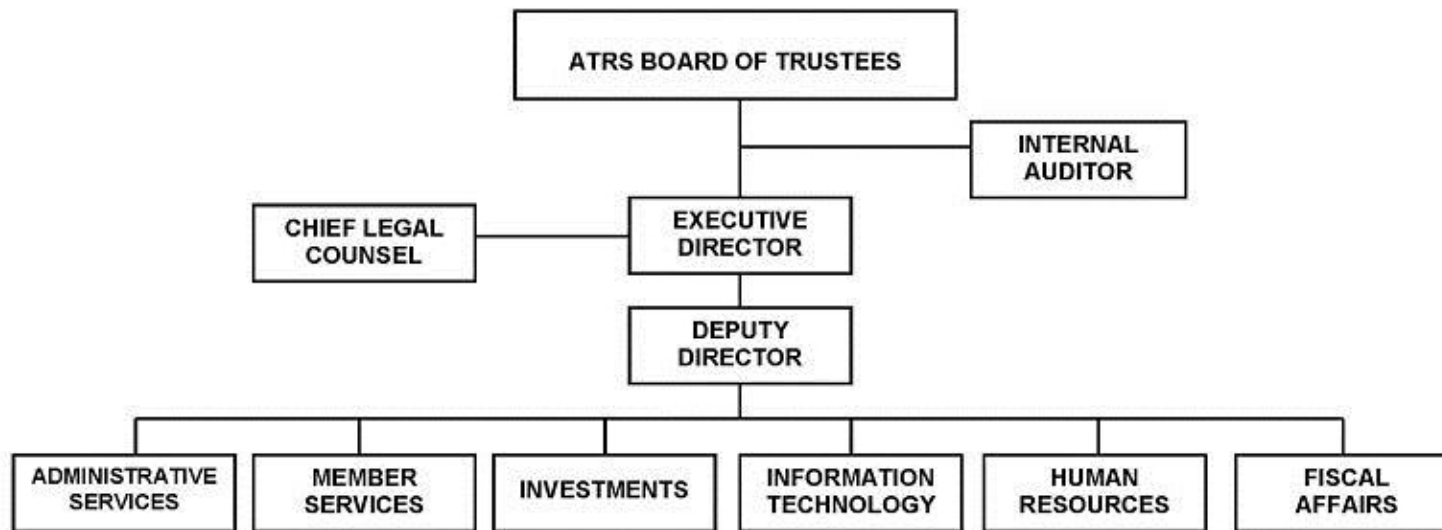 ATRS BOARD OF TRUSTEES
INTERNAL
AUDITOR
CHIEF LEGAL
COUNSEL
EXECUTIVE
DIRECTOR
DEPUTY
DIRECTOR
ADMINISTRATIVE
SERVICES
MEMBER
SERVICES
INVESTMENTS
INFORMATION
TECHNOLOGY
HUMAN
RESOURCES
FISCAL
AFFAIRS